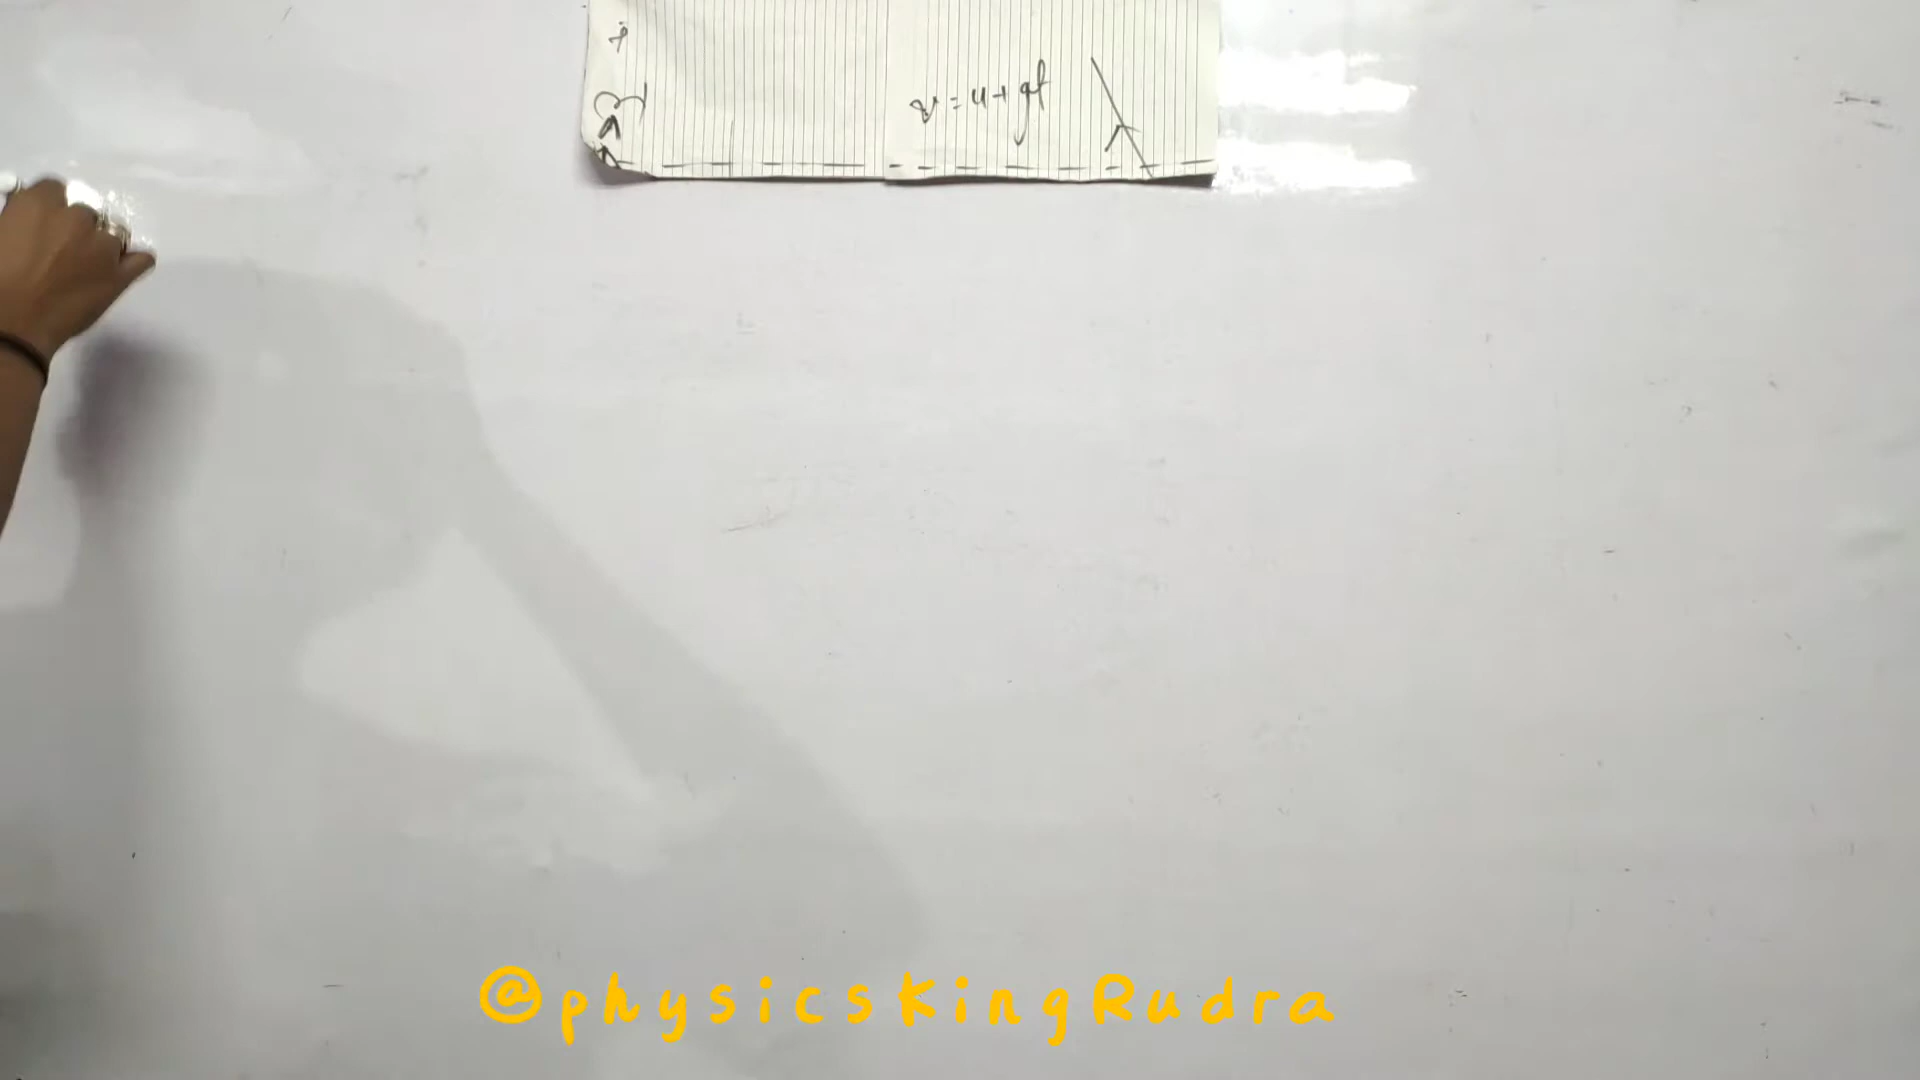 v = u + gt
@physicsKingRudra